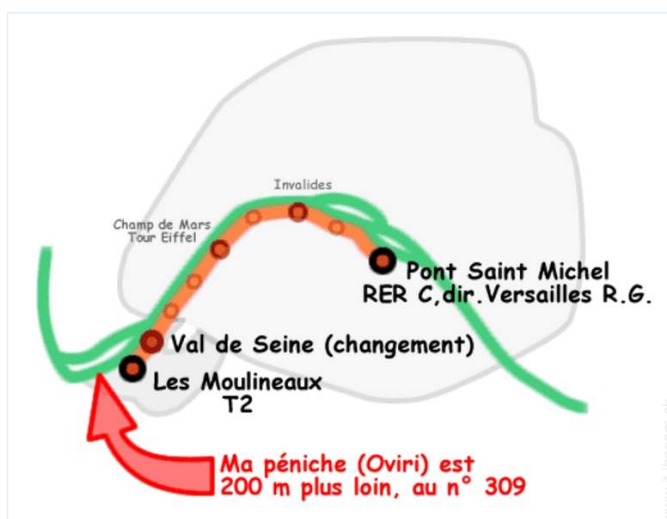 Invalides
Champ de Mars
Tour Eiffel
Pont Saint Michel
RER C,dir.Versailles R.G.
Val de Seine (changement)
Les Moulineaux
T2
Ma péniche (Oviri) est
200 m plus loin, au n° 309